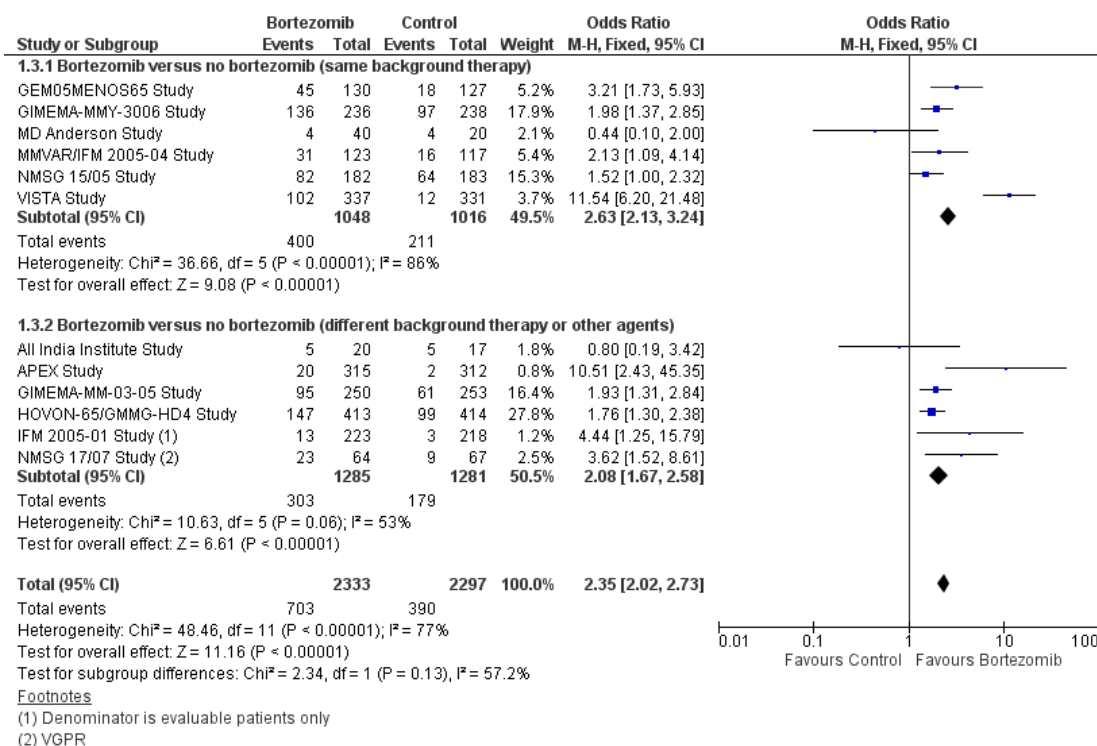 Bortezomib Control Odds Ratio Odds Ratio
Study or Subgroup Events Total Events Total Weight M-H, Fixed, 95% CI M-H, Fixed, 95% CI
1.3.1 Bortezomib versus no bortezomib (same background therapy)
GEM05MENOS65 Study 45 130 18 127 5.2% 3.21 [1.73, 5.93]
GIMEMA-MMY-3006 Study 136 236 97 238 17.9% 1.98 [1.37, 2.85]
MD Anderson Study 4 40 4 20 2.1% 0.44 [0.10, 2.00]
MMVAR/IFM 2005-04 Study 31 123 16 117 5.4% 2.13 [1.09, 4.14]
NMSG 15/05 Study 82 182 64 183 15.3% 1.52 [1.00, 2.32]
VISTA Study 102 337 12 331 3.7% 11.54 [6.20, 21.48]
Subtotal (95% CI) 1048 1016 49.5% 2.63 [2.13, 3.24]
Total events 400 211
Heterogeneity: Chi² = 36.66, df = 5 (P < 0.00001); I² = 86%
Test for overall effect: Z = 9.08 (P < 0.00001)
1.3.2 Bortezomib versus no bortezomib (different background therapy or other agents)
All India Institute Study 5 20 5 17 1.8% 0.80 [0.19, 3.42]
APEX Study 20 315 2 312 0.8% 10.51 [2.43, 45.35]
GIMEMA-MM-03-05 Study 95 250 61 253 16.4% 1.93 [1.31, 2.84]
HOVON-65/GMMG-HD4 Study 147 413 99 414 27.8% 1.76 [1.30, 2.38]
IFM 2005-01 Study (1) 13 223 3 218 1.2% 4.44 [1.25, 15.79]
NMSG 17/07 Study (2) 23 64 9 67 2.5% 3.62 [1.52, 8.61]
Subtotal (95% CI) 1285 1281 50.5% 2.08 [1.67, 2.58]
Total events 303 179
Heterogeneity: Chi² = 10.63, df = 5 (P = 0.06); I² = 53%
Test for overall effect: Z = 6.61 (P < 0.00001)
Total (95% CI) 2333 2297 100.0% 2.35 [2.02, 2.73]
Total events 703 390
Heterogeneity: Chi² = 48.46, df = 11 (P < 0.00001); I² = 77%
Test for overall effect: Z = 11.16 (P < 0.00001)
Test for subgroup differences: Chi² = 2.34, df = 1 (P = 0.13), I² = 57.2%
0.01 0.1 1 10 100
Favours Control Favours Bortezomib
Footnotes
(1) Denominator is evaluable patients only
(2) VGPR